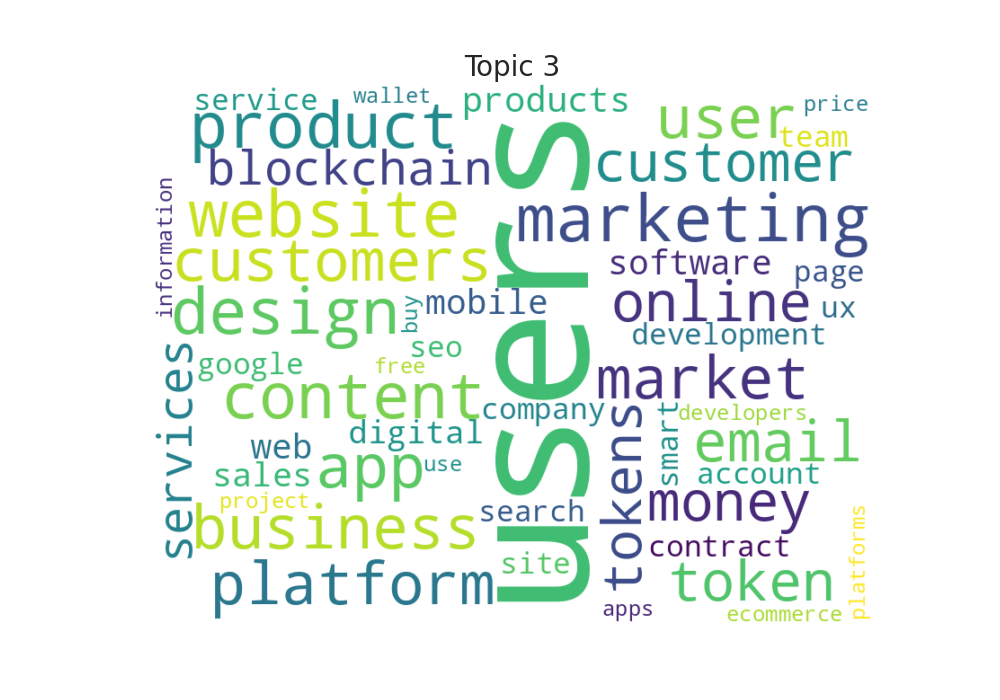 Topic 3
service
wallet
products
product
user
price
team
blockchain
customer
information
website
marketing
customers
software
page
users
design
buy
mobile
online
ux
development
seo
services
google
free
content
market
company
tokens
smart
developers
digital
web
app
use
email
sales
account
project
money
business
search
contract
platforms
site
platform
token
apps
ecommerce